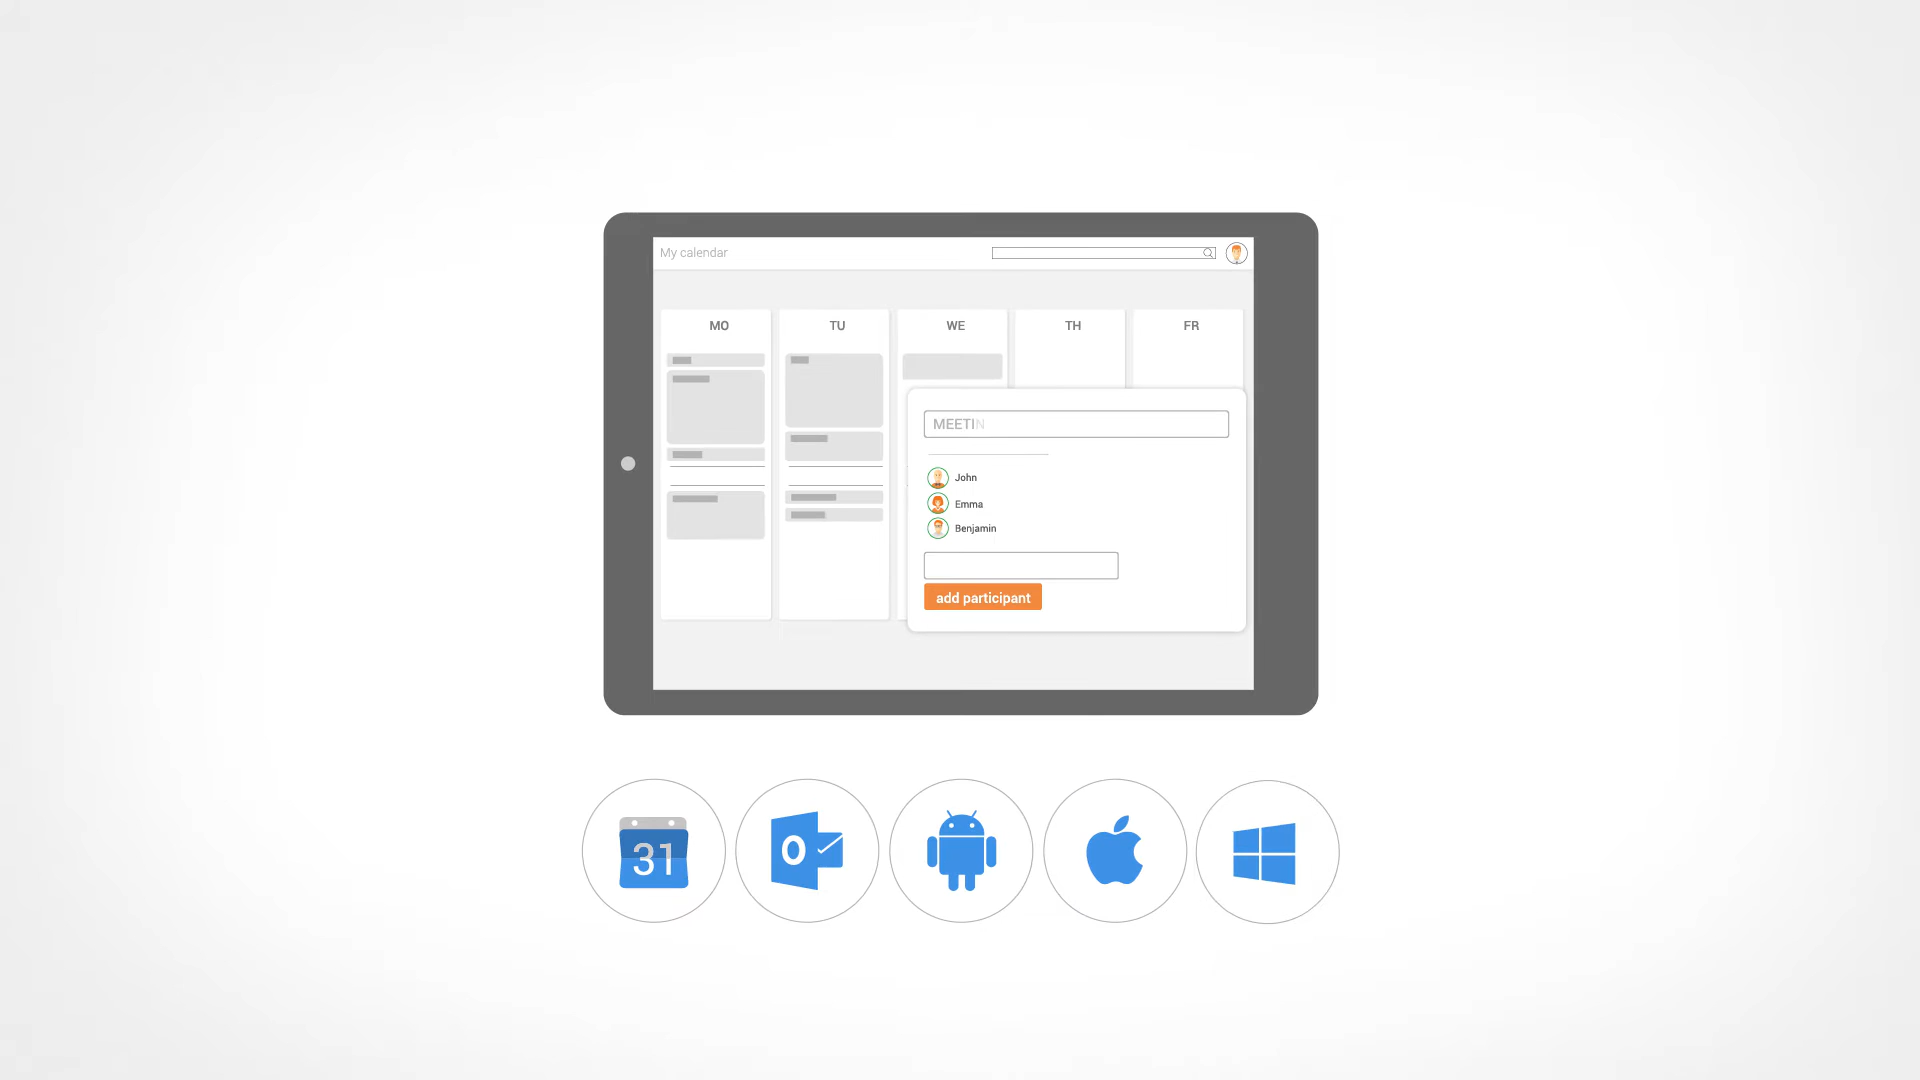 My calendar
MO TU WE TH FR
MEETIN
John
Emma
Benjamin
add participant
31
O